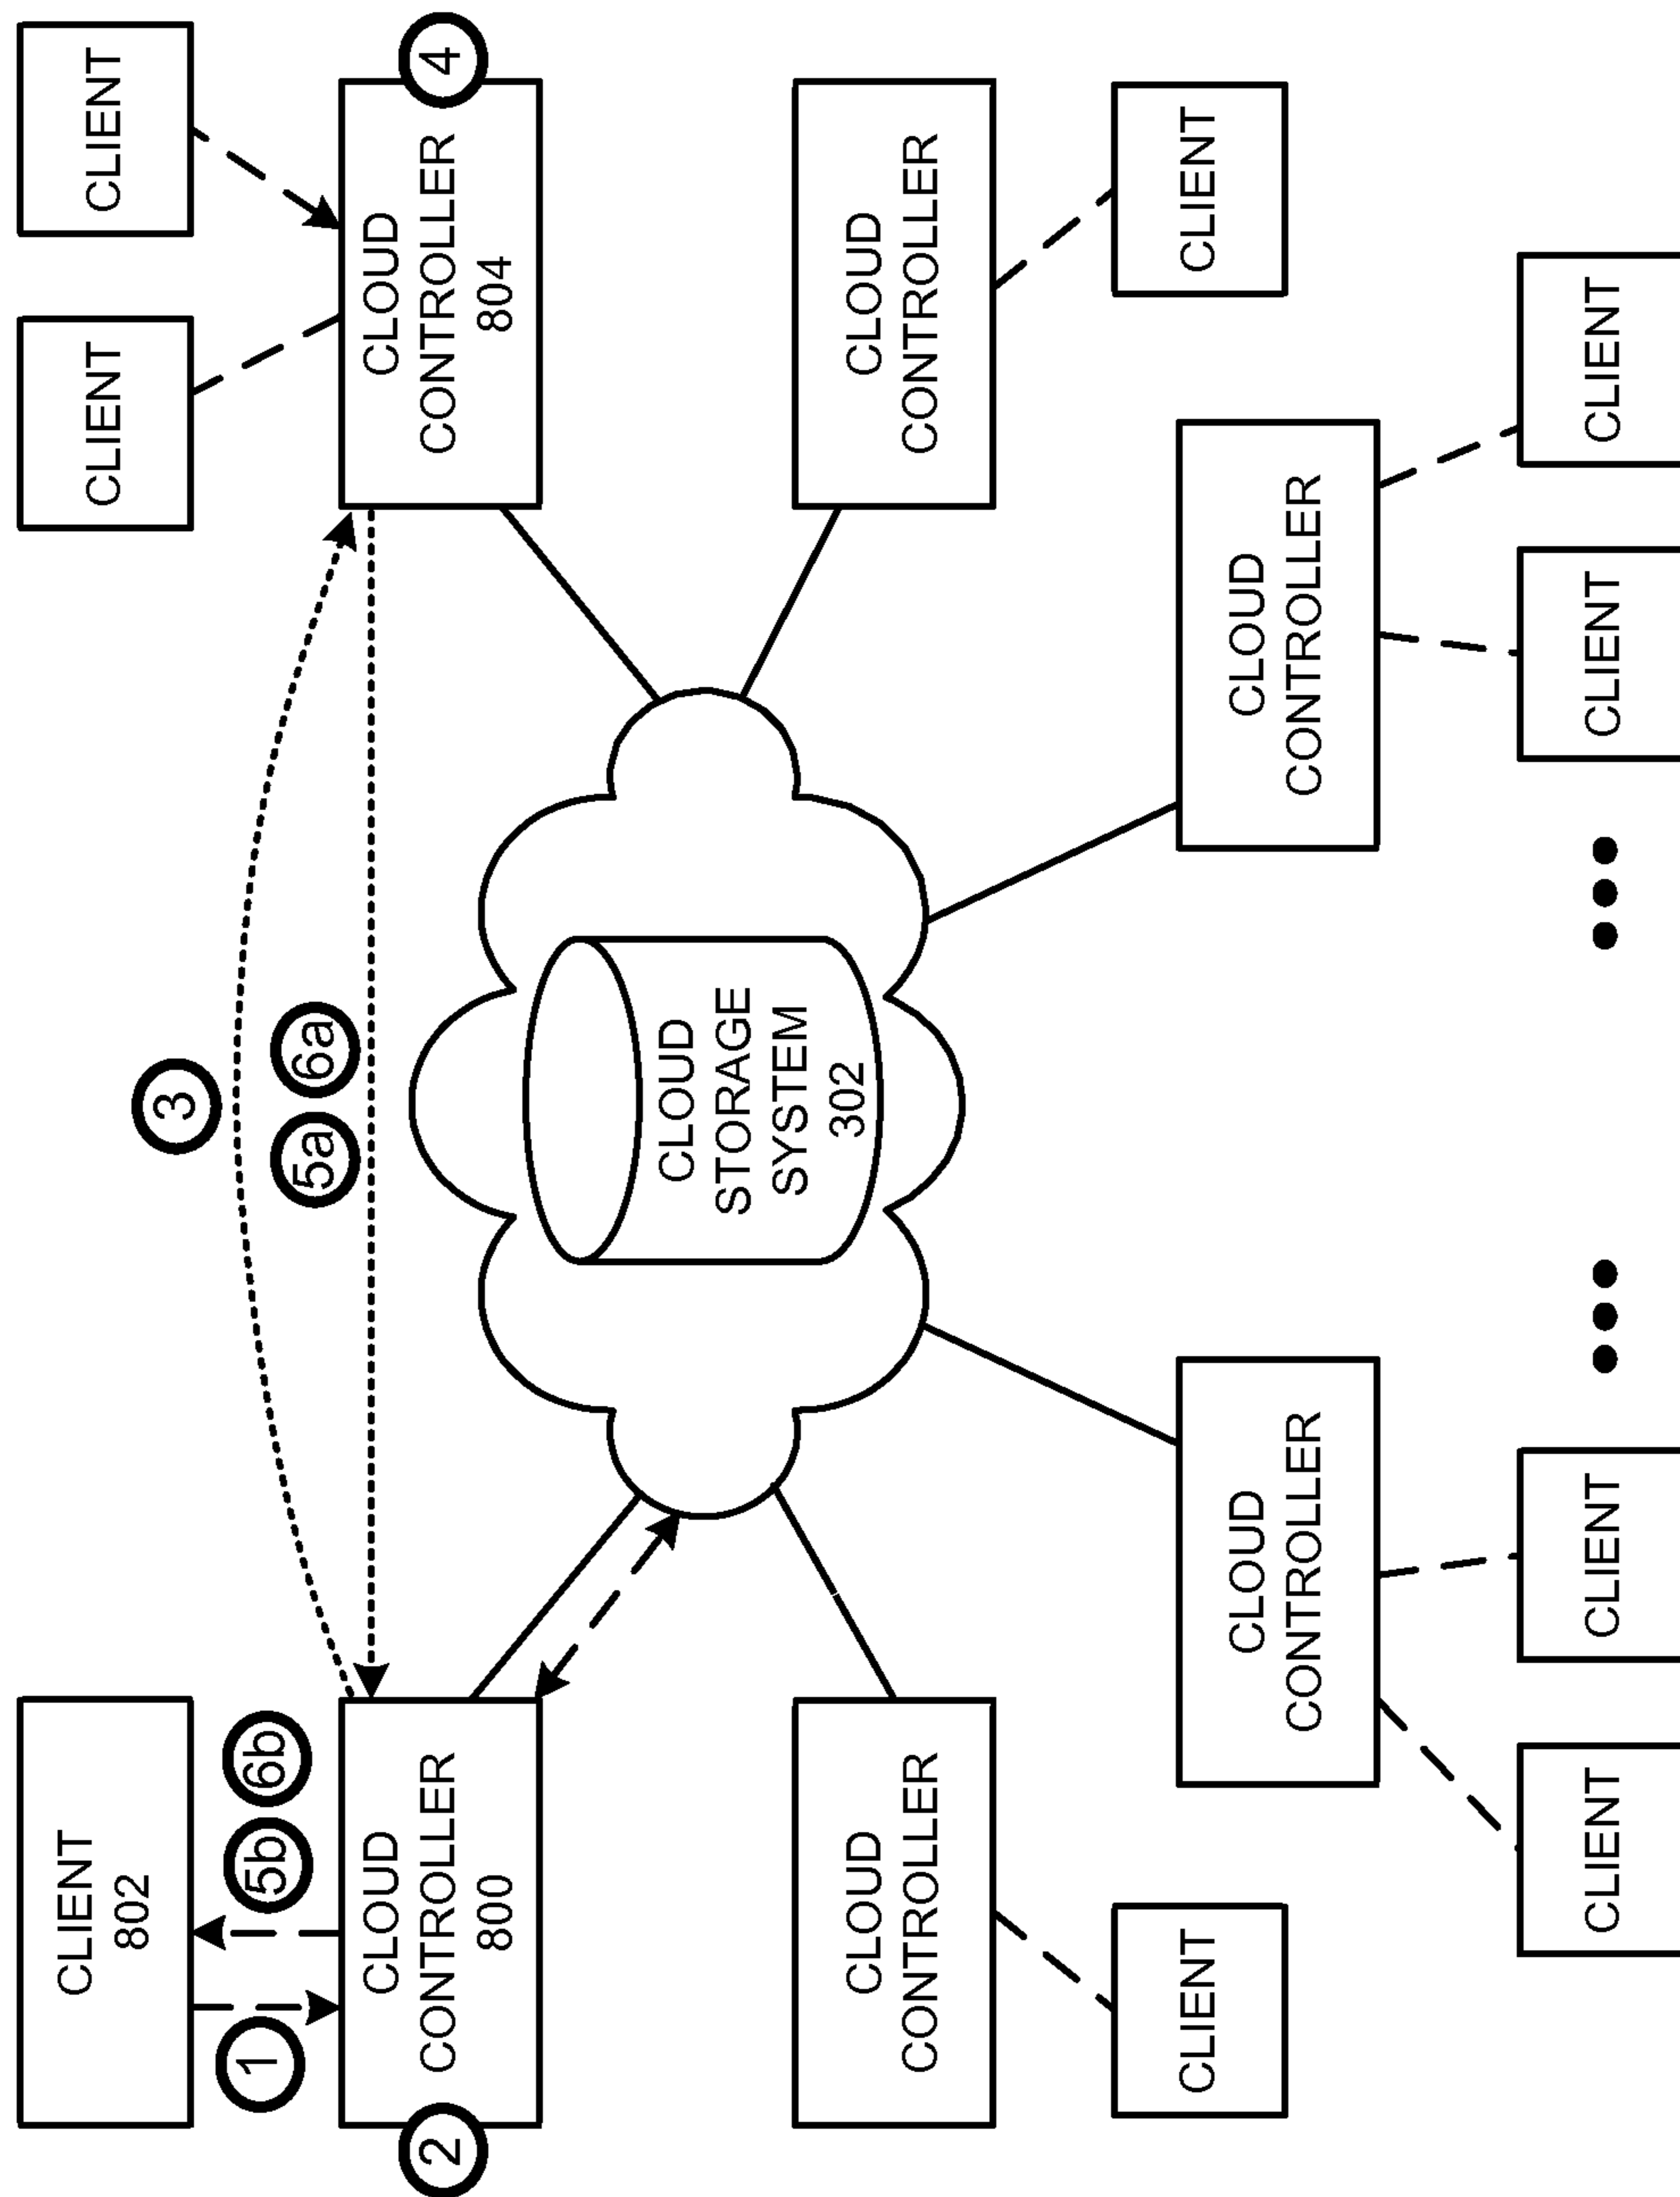 CLIENT
802
CLIENT
CLIENT
3
1
5b
6b
5a
6a
2
CLOUD
CONTROLLER
800
CLOUD
CONTROLLER
804
4
CLOUD
STORAGE
SYSTEM
302
CLOUD
CONTROLLER
CLOUD
CONTROLLER
CLIENT
CLIENT
CLOUD
CONTROLLER
CLOUD
CONTROLLER
CLIENT
CLIENT
CLIENT
CLIENT